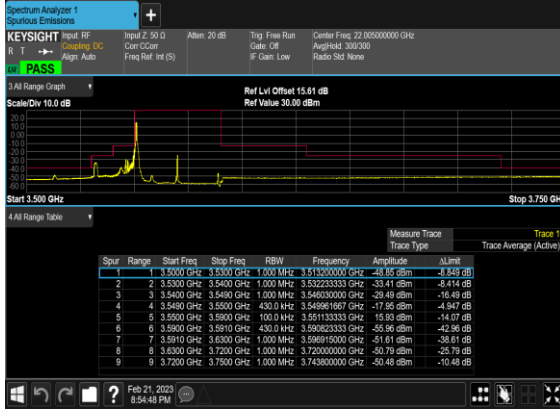 Spectrum Analyzer 1
Spurious Emissions
+
KEYSIGHT Input: RF Input Z: 50 Ω Atten: 20 dB Trig: Free Run Center Freq: 22.005000000 GHz
R T Coupling: DC Corr CCorr Gate: Off Avg|Hold: 300/300
Align: Auto Freq Ref: Int (S) IF Gain: Low Radio Std: None
PASS
3 All Range Graph
Ref Lvl Offset 15.61 dB
Scale/Div 10.0 dB Ref Value 30.00 dBm
20.0
10.0
0.00
-10.0
-20.0
-30.0
-40.0
-50.0
-60.0
Start 3.500 GHz Stop 3.750 GHz
4 All Range Table
Measure Trace Trace 1
Trace Type Trace Average (Active)
Spur Range Start Freq Stop Freq RBW Frequency Amplitude ΔLimit
1 1 3.5000 GHz 3.5300 GHz 1.000 MHz 3.513200000 GHz -48.85 dBm -8.849 dB
2 2 3.5300 GHz 3.5400 GHz 1.000 MHz 3.532233333 GHz -33.41 dBm -8.414 dB
3 3 3.5400 GHz 3.5490 GHz 1.000 MHz 3.546030000 GHz -29.49 dBm -16.49 dB
4 4 3.5490 GHz 3.5500 GHz 430.0 kHz 3.549961667 GHz -17.95 dBm -4.947 dB
5 5 3.5500 GHz 3.5900 GHz 100.0 kHz 3.551133333 GHz 15.93 dBm -14.07 dB
6 6 3.5900 GHz 3.5910 GHz 430.0 kHz 3.590823333 GHz -55.96 dBm -42.96 dB
7 7 3.5910 GHz 3.6300 GHz 1.000 MHz 3.596915000 GHz -51.61 dBm -38.61 dB
8 8 3.6300 GHz 3.7200 GHz 1.000 MHz 3.720000000 GHz -50.79 dBm -25.79 dB
9 9 3.7200 GHz 3.7500 GHz 1.000 MHz 3.743800000 GHz -50.48 dBm -10.48 dB
? Feb 21, 2023
8:54:48 PM